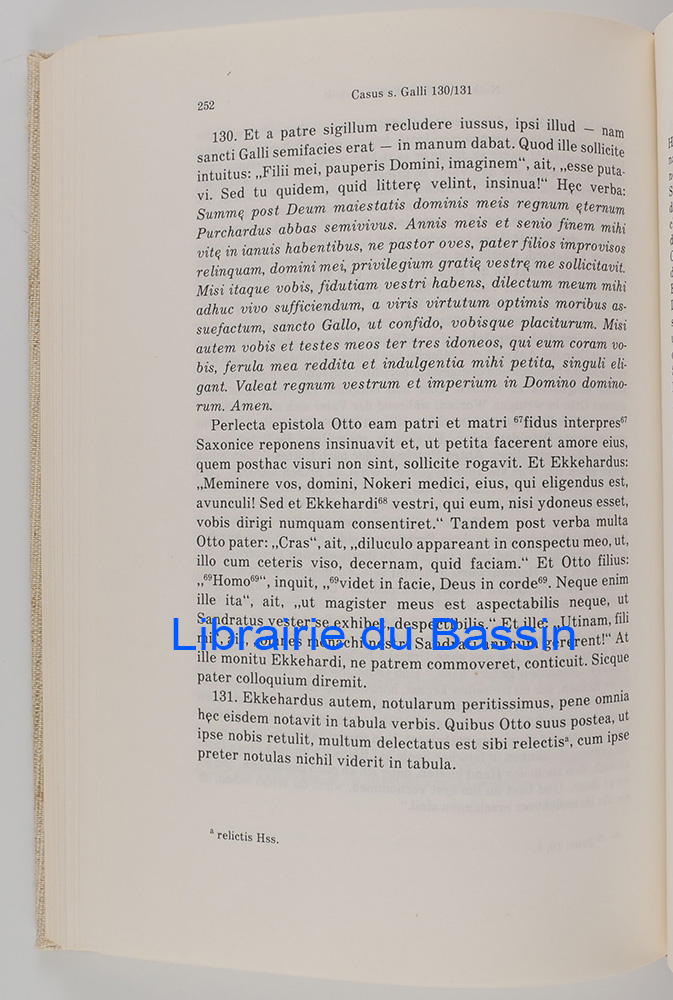 Casus s. Galli 130/131
252
130. Et a patre sigillum recludere iussus, ipsi illud — nam
sancti Galli semifacies erat — in manum dabat. Quod ille sollicite
intuitus: „Filii mei, pauperis Domini, imaginem“, ait, „esse puta-
vi. Sed tu quidem, quid litterę velint, insinua!“ Hęc verba:
Summę post Deum maiestatis dominis meis regnum ęternum
Purchardus abbas semivivus. Annis meis et senio finem mihi
vitę in ianuis habentibus, ne pastor oves, pater filios improvisos
relinquam, domini mei, privilegium gratię vestrę me sollicitavit.
Misi itaque vobis, fidutiam vestri habens, dilectum meum mihi
adhuc vivo sufficiendum, a viris virtutum optimis moribus as-
suefactum, sancto Gallo, ut confido, vobisque placiturum. Misi
autem vobis et testes meos ter tres idoneos, qui eum coram vo-
bis, ferula mea reddita et indulgentia mihi petita, singuli eli-
gant. Valeat regnum vestrum et imperium in Domino domino-
rum. Amen.
Perlecta epistola Otto eam patri et matri ⁶⁷fidus interpres⁶⁷
Saxonice reponens insinuavit et, ut petita facerent amore eius,
quem posthac visuri non sint, sollicite rogavit. Et Ekkehardus:
„Meminere vos, domini, Nokeri medici, eius, qui eligendus est,
avunculi! Sed et Ekkehardi⁶⁸ vestri, qui eum, nisi ydoneus esset,
vobis dirigi numquam consentiret.“ Tandem post verba multa
Otto pater: „Cras“, ait, „diluculo appareant in conspectu meo, ut,
illo cum ceteris viso, decernam, quid faciam.“ Et Otto filius:
„⁶⁹Homo⁶⁹“, inquit, „⁶⁹videt in facie, Deus in corde⁶⁹. Neque enim
ille ita“, ait, „ut magister meus est aspectabilis neque, ut
Sandratus vester se exhibet, despectibilis.“ Et ille: „Utinam, fili
mi“, ait, „omnes monachi nostri Sandrati animum gererent!“ At
Librairie du Bassin
ille monitu Ekkehardi, ne patrem commoveret, conticuit. Sicque
pater colloquium diremit.
131. Ekkehardus autem, notularum peritissimus, pene omnia
hęc eisdem notavit in tabula verbis. Quibus Otto suus postea, ut
ipse nobis retulit, multum delectatus est sibi relectisᵃ, cum ipse
preter notulas nichil viderit in tabula.
ᵃ relictis Hss.